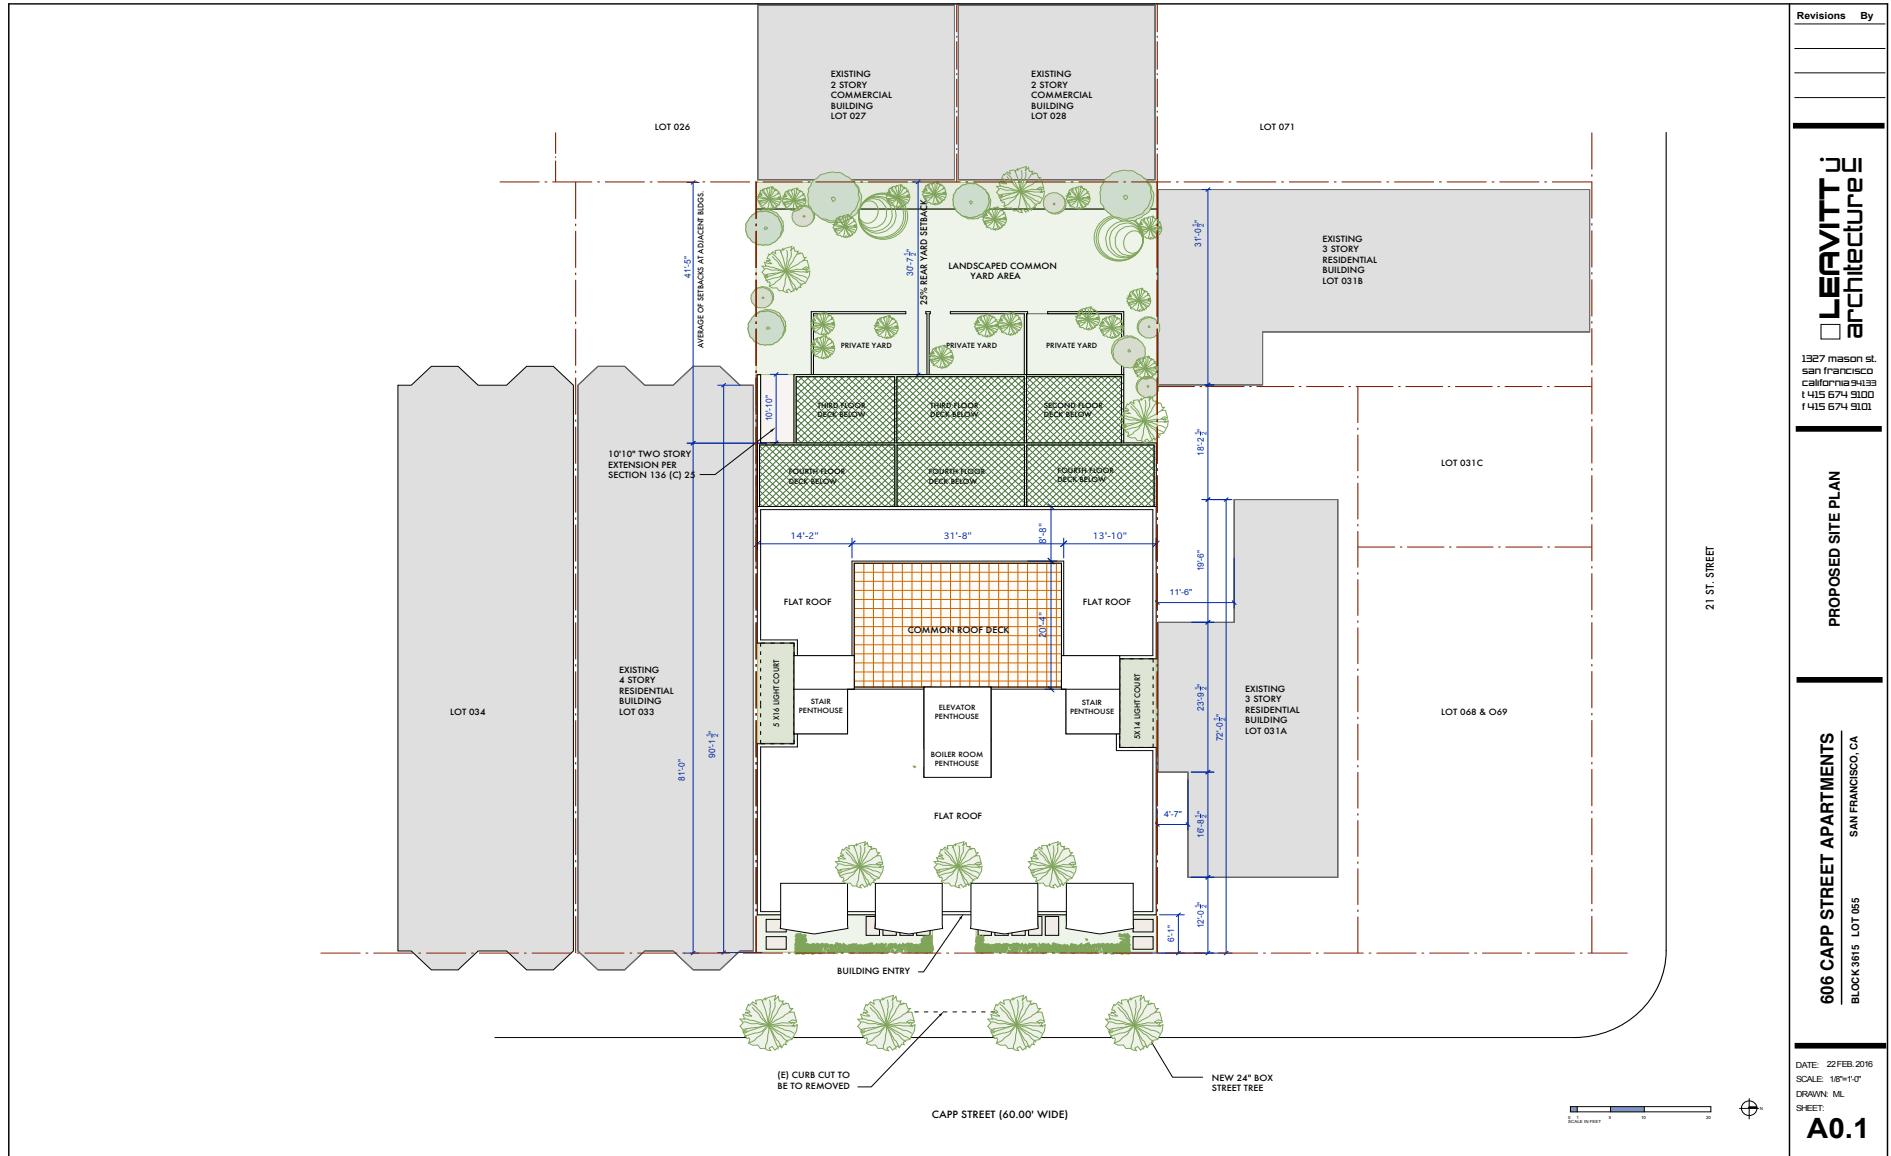 EXISTING
2 STORY
COMMERCIAL
BUILDING
LOT 027
EXISTING
2 STORY
COMMERCIAL
BUILDING
LOT 028
LOT 026
LOT 071
AVERAGE OF SETBACKS AT ADJACENT BLDGS.
41'-5"
30'-7 1/2"
25% REAR YARD SETBACK
LANDSCAPED COMMON
YARD AREA
31'-0 1/2"
EXISTING
3 STORY
RESIDENTIAL
BUILDING
LOT 031B
PRIVATE YARD
PRIVATE YARD
PRIVATE YARD
10'-10"
THIRD FLOOR
DECK BELOW
THIRD FLOOR
DECK BELOW
SECOND FLOOR
DECK BELOW
10'10" TWO STORY
EXTENSION PER
SECTION 136 (C) 25
FOURTH FLOOR
DECK BELOW
FOURTH FLOOR
DECK BELOW
FOURTH FLOOR
DECK BELOW
18'-2 1/2"
LOT 031C
14'-2"
31'-8"
8'-8"
13'-10"
19'-6"
11'-6"
FLAT ROOF
COMMON ROOF DECK
20'-4"
FLAT ROOF
21 ST. STREET
EXISTING
4 STORY
RESIDENTIAL
BUILDING
LOT 033
LOT 034
5 X16 LIGHT COURT
STAIR
PENTHOUSE
ELEVATOR
PENTHOUSE
BOILER ROOM
PENTHOUSE
STAIR
PENTHOUSE
5X14 LIGHT COURT
23'-9 1/2"
72'-0 1/2"
EXISTING
3 STORY
RESIDENTIAL
BUILDING
LOT 031A
LOT 068 & O69
81'-0"
90'-1 1/2"
FLAT ROOF
4'-7"
16'-8 1/2"
12'-0 1/2"
6'-1"
BUILDING ENTRY
(E) CURB CUT TO
BE TO REMOVED
NEW 24" BOX
STREET TREE
CAPP STREET (60.00' WIDE)
SCALE IN FEET
Revisions By
LEAVITT
architecture
1327 mason st.
san francisco
california 94133
t 415 674 9100
f 415 674 9101
PROPOSED SITE PLAN
606 CAPP STREET APARTMENTS
BLOCK 3615 LOT 055 SAN FRANCISCO, CA
DATE: 22 FEB. 2016
SCALE: 1/8"=1'-0"
DRAWN: ML
SHEET:
A0.1